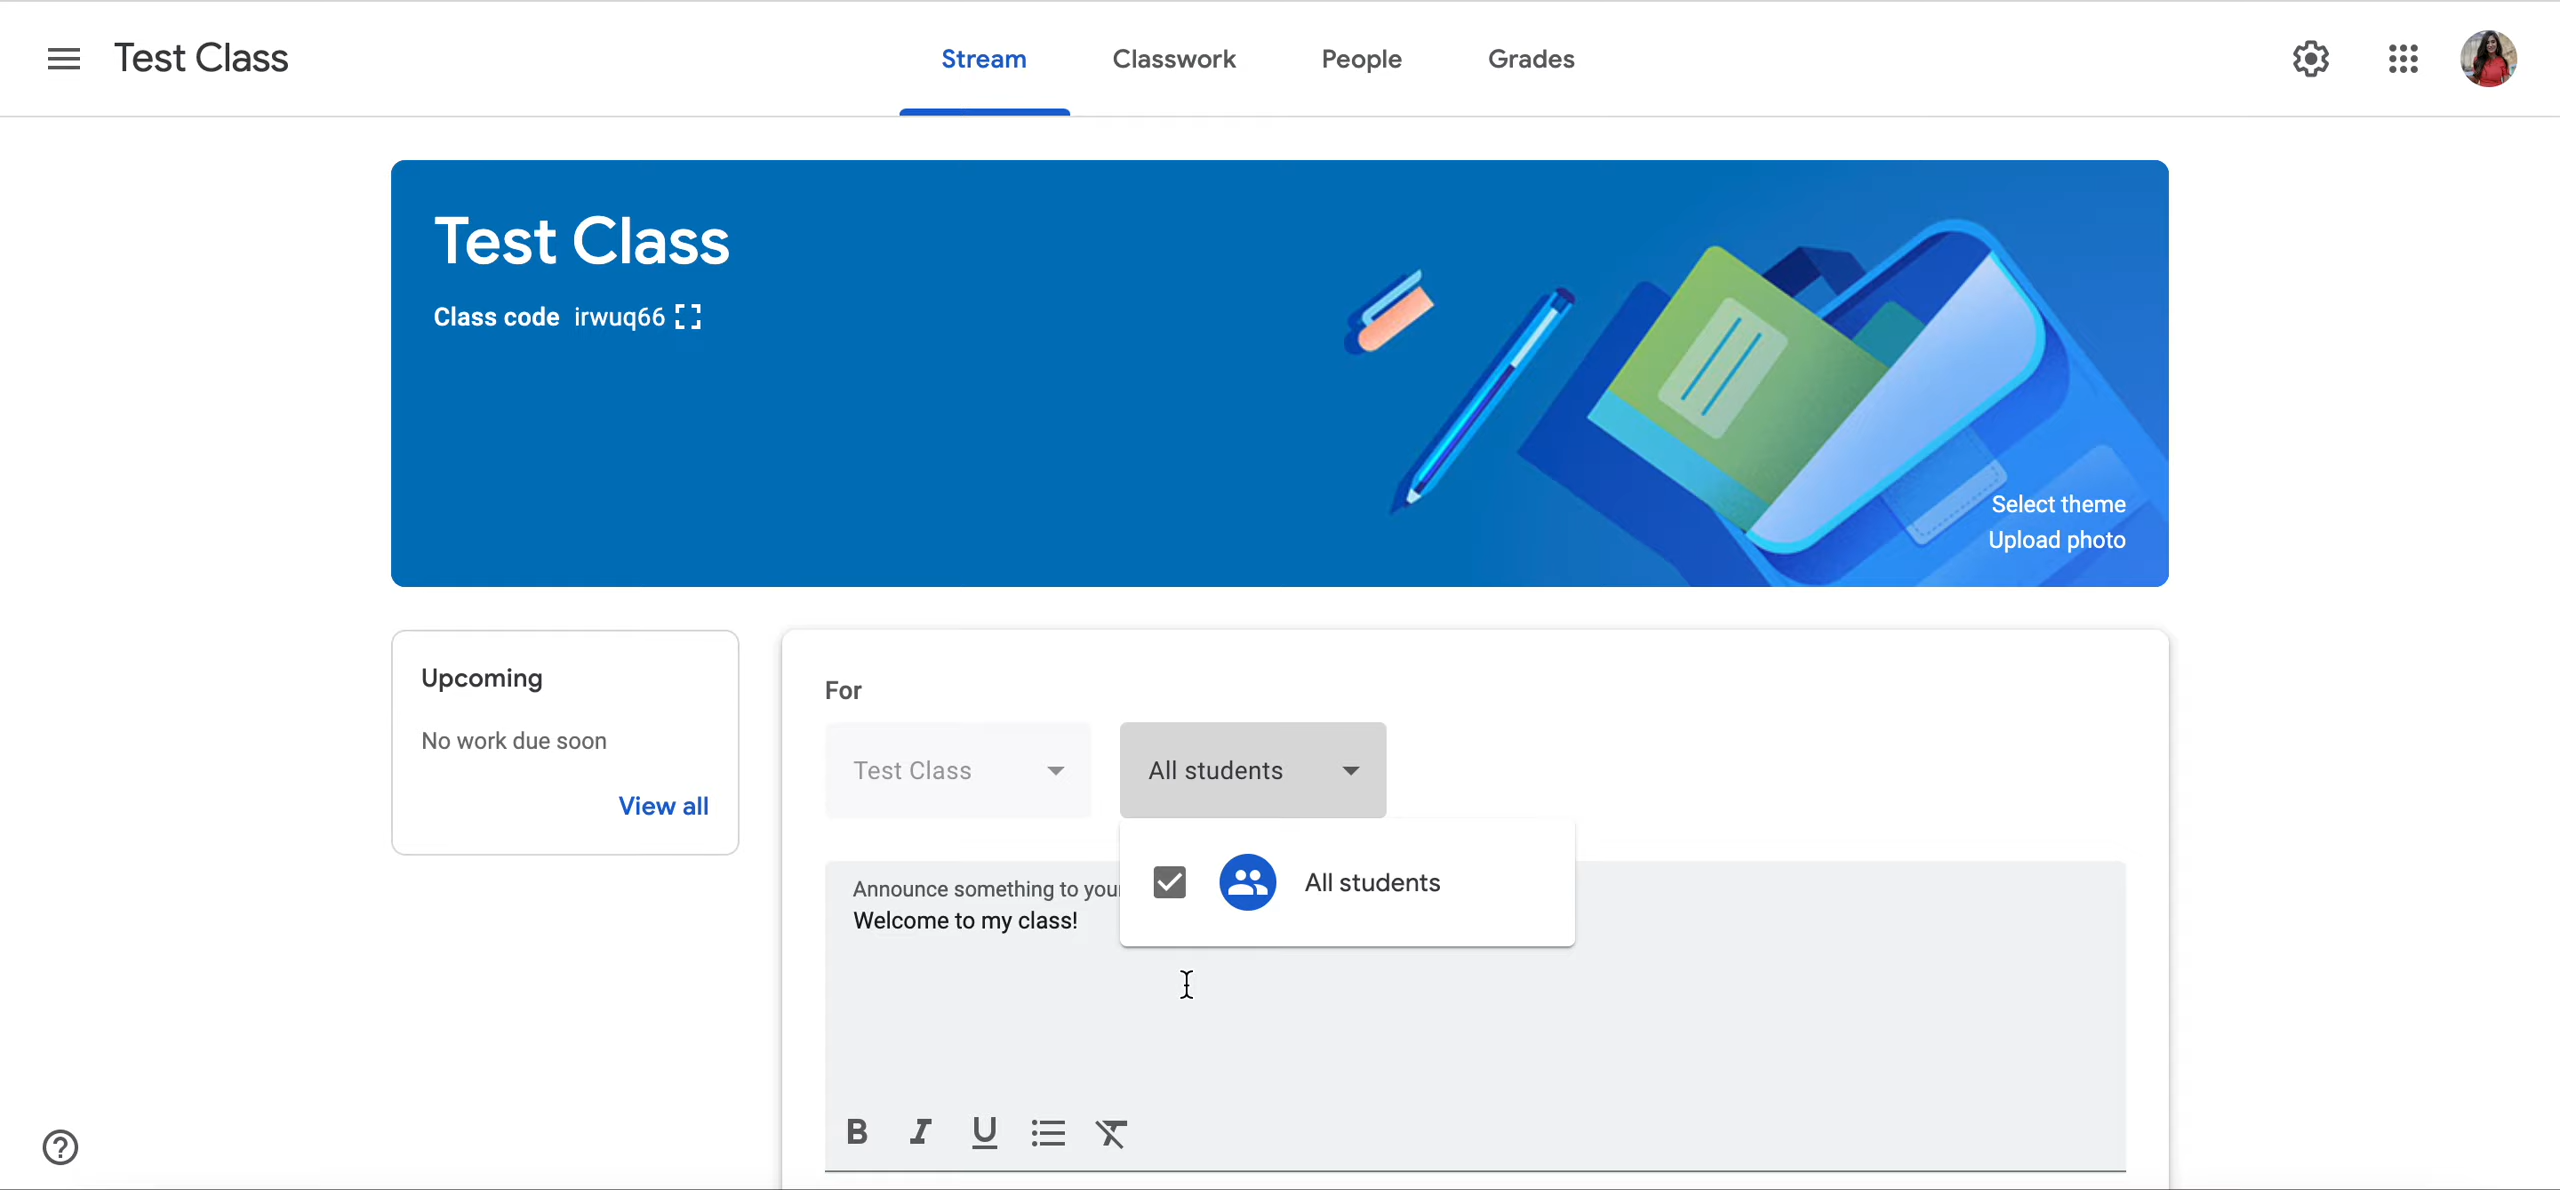 Test Class
Stream
Classwork
People
Grades
Test Class
Class code irwuq66
Select theme
Upload photo
Upcoming
No work due soon
View all
For
Test Class
All students
All students
Announce something to you
Welcome to my class!
B I U